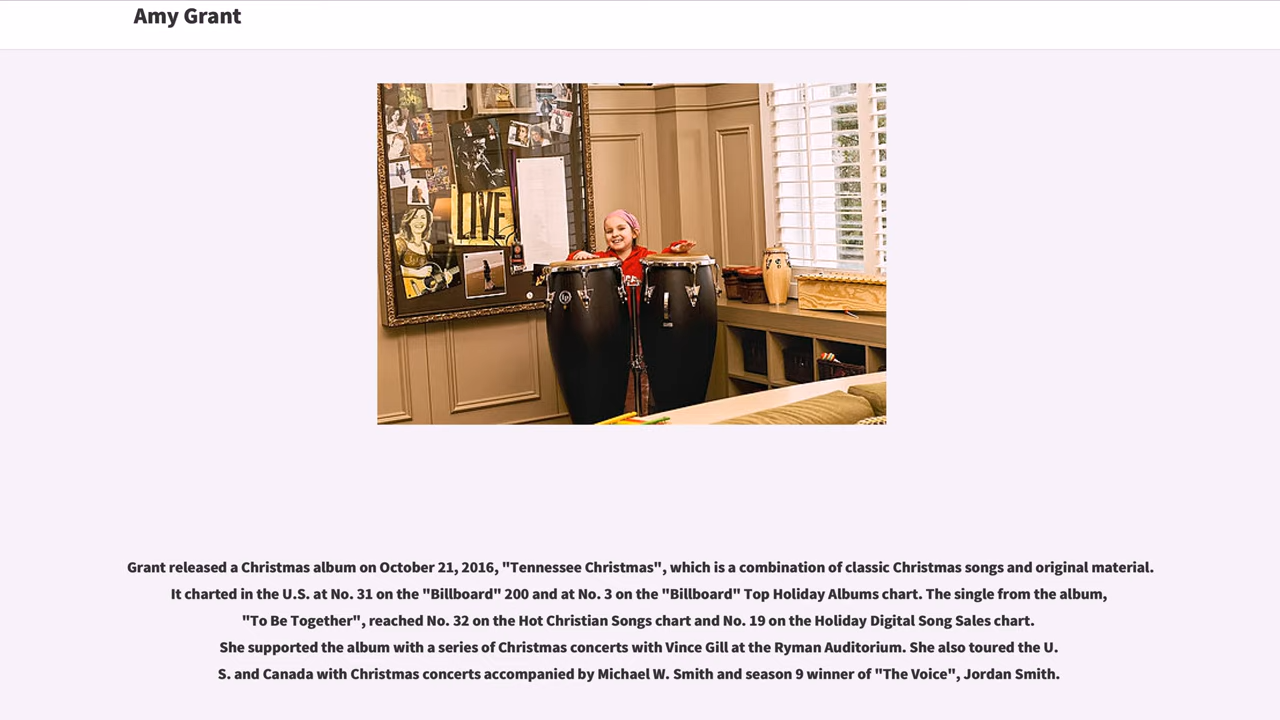 Amy Grant
LIVE
Grant released a Christmas album on October 21, 2016, "Tennessee Christmas", which is a combination of classic Christmas songs and original material.
It charted in the U.S. at No. 31 on the "Billboard" 200 and at No. 3 on the "Billboard" Top Holiday Albums chart. The single from the album,
"To Be Together", reached No. 32 on the Hot Christian Songs chart and No. 19 on the Holiday Digital Song Sales chart.
She supported the album with a series of Christmas concerts with Vince Gill at the Ryman Auditorium. She also toured the U.
S. and Canada with Christmas concerts accompanied by Michael W. Smith and season 9 winner of "The Voice", Jordan Smith.